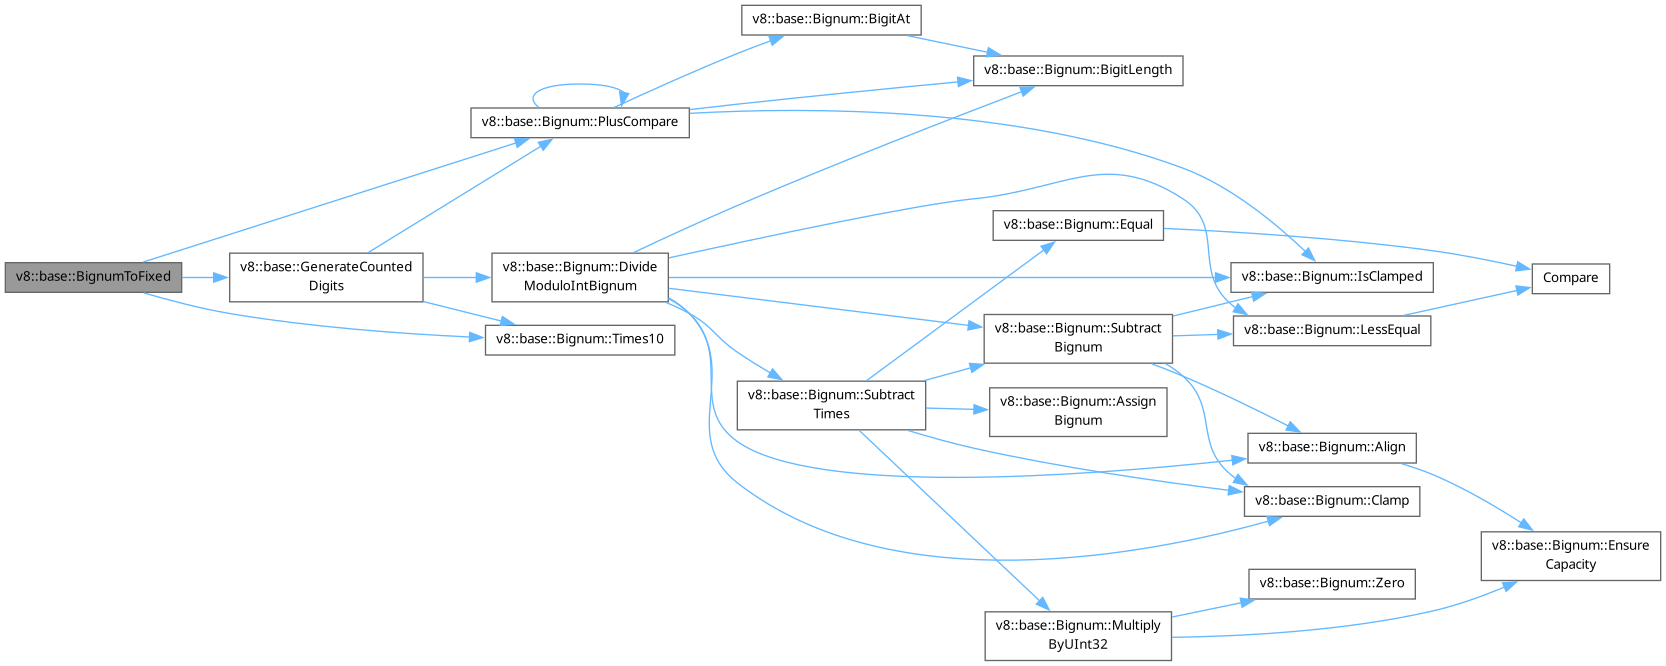 v8::base::BignumToFixed
v8::base::GenerateCounted
Digits
v8::base::Bignum::PlusCompare
v8::base::Bignum::Divide
ModuloIntBignum
v8::base::Bignum::Times10
v8::base::Bignum::BigitAt
v8::base::Bignum::BigitLength
v8::base::Bignum::Subtract
Times
v8::base::Bignum::Equal
v8::base::Bignum::Subtract
Bignum
v8::base::Bignum::Assign
Bignum
v8::base::Bignum::Multiply
ByUInt32
v8::base::Bignum::IsClamped
v8::base::Bignum::LessEqual
v8::base::Bignum::Align
v8::base::Bignum::Clamp
v8::base::Bignum::Zero
Compare
v8::base::Bignum::Ensure
Capacity